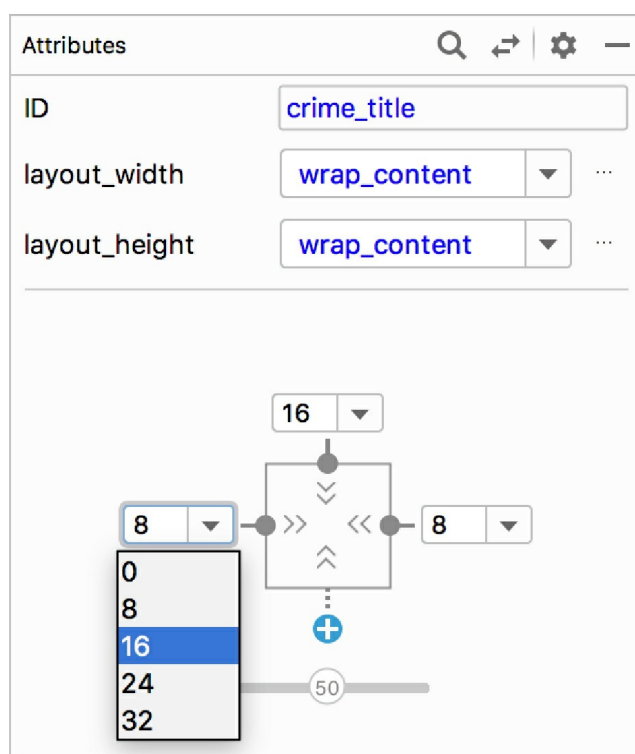 Attributes
ID crime_title
layout_width wrap_content ...
layout_height wrap_content ...
16
8 8
0
8
16
24
50
32